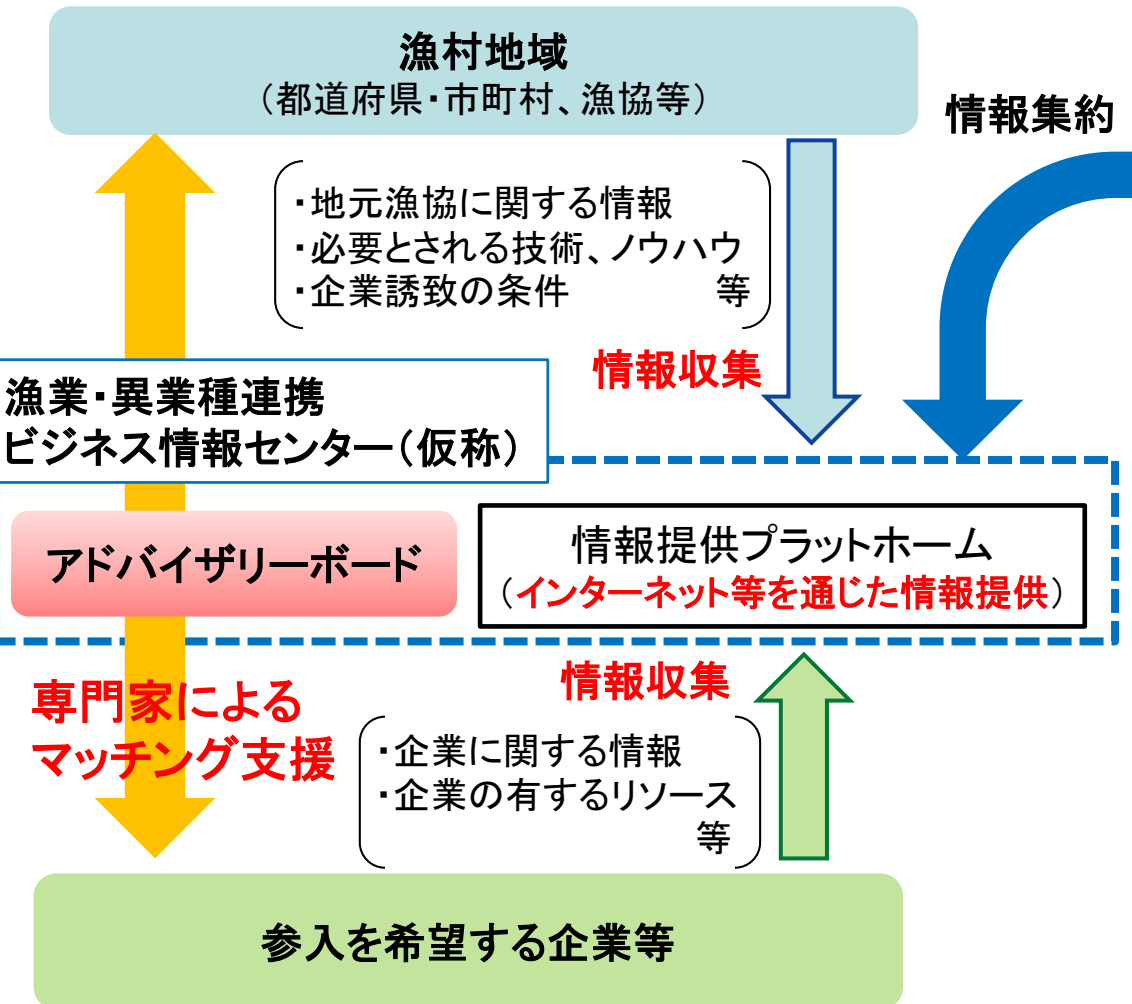 漁村地域
（都道府県・市町村、漁協等）
情報集約
・地元漁協に関する情報
・必要とされる技術、ノウハウ
・企業誘致の条件　　　　等
情報収集
漁業・異業種連携
ビジネス情報センター（仮称）
アドバイザリーボード
情報提供プラットホーム
（インターネット等を通じた情報提供）
情報収集
専門家による
マッチング支援
・企業に関する情報
・企業の有するリソース
等
参入を希望する企業等